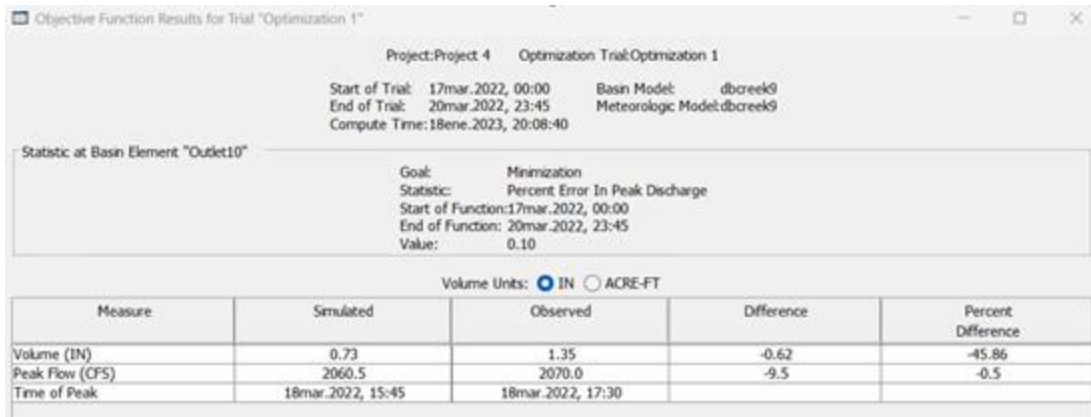 Objective Function Results for Trial "Optimization 1"
Project:Project 4 Optimization Trial:Optimization 1
Start of Trial: 17mar.2022, 00:00 Basin Model: dbcreek9
End of Trial: 20mar.2022, 23:45 Meteorologic Model:dbcreek9
Compute Time:18ene.2023, 20:08:40
Statistic at Basin Element "Outlet10"
Goal: Minimization
Statistic: Percent Error In Peak Discharge
Start of Function:17mar.2022, 00:00
End of Function: 20mar.2022, 23:45
Value: 0.10
Volume Units: IN ACRE-FT
Measure Simulated Observed Difference Percent
Difference
Volume (IN) 0.73 1.35 -0.62 -45.86
Peak Flow (CFS) 2060.5 2070.0 -9.5 -0.5
Time of Peak 18mar.2022, 15:45 18mar.2022, 17:30